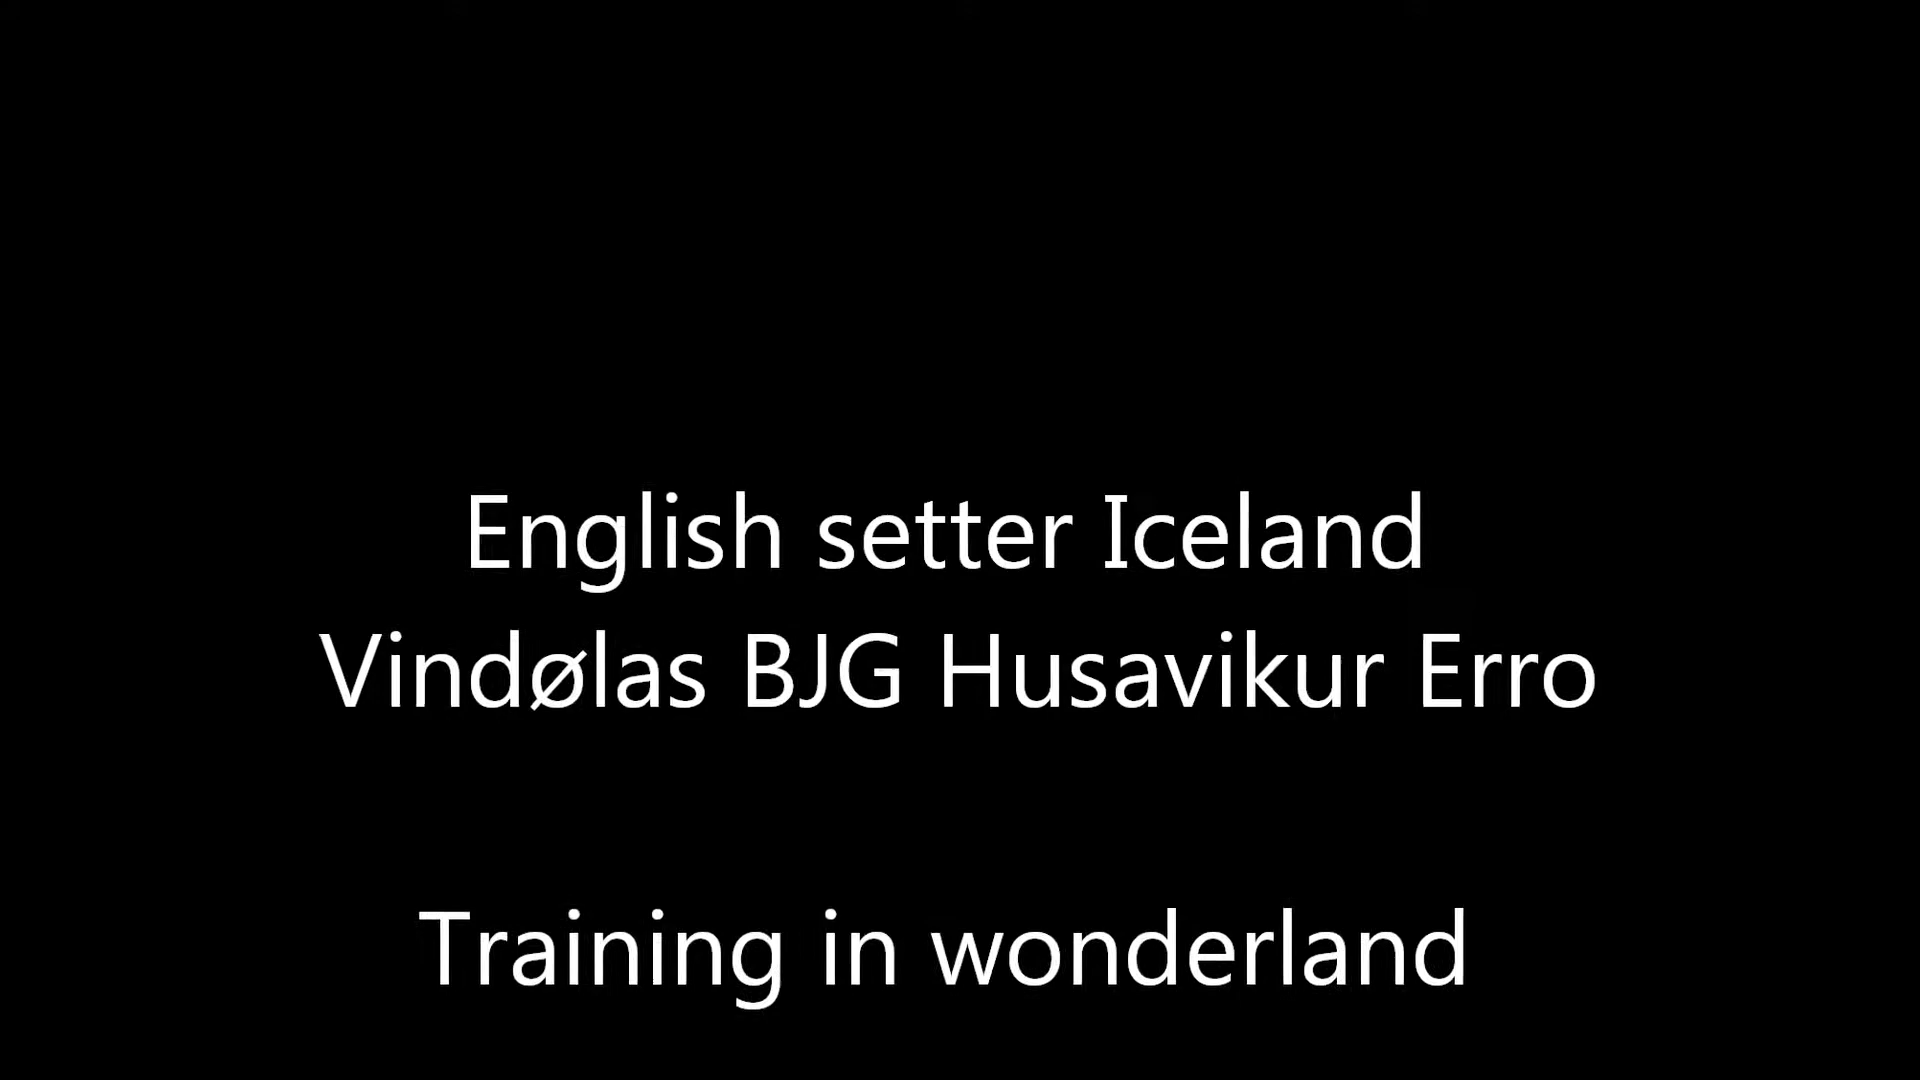 English setter Iceland
Vindølas BJG Husavikur Erro
Training in wonderland